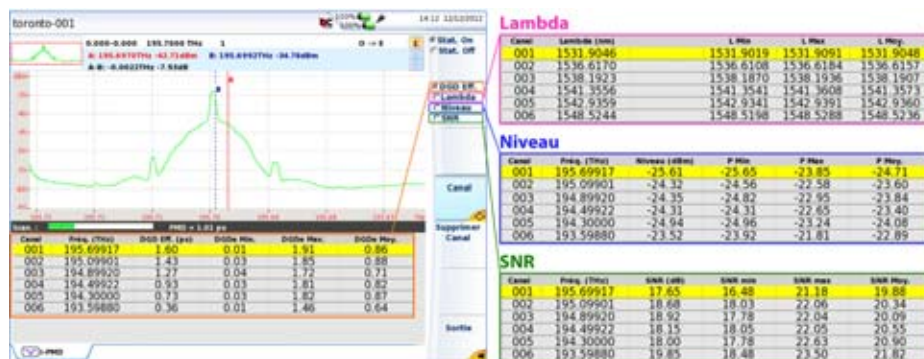 toronto-001
100%
100%
14:12 12/12/2012
0.000-0.000 195.7000 THz 1 0 -> E
A: 195.6970THz -42.71dBm B: 195.6992THz -34.78dBm
A-B: -0.0022THz -7.93dB
Stat. On
Stat. Off
DGD Eff.
Lambda
Niveau
SNR
Canal
Supprimer
Canal
Sortie
Scan. : PMD = 1.01 ps
Canal Fréq. (THz) DGD Eff. (ps) DGDe Min. DGDe Max. DGDe Moy.
001 195.69917 1.60 0.01 1.91 0.86
002 195.09901 1.43 0.03 1.85 0.88
003 194.89920 1.27 0.04 1.72 0.71
004 194.49922 0.93 0.03 1.81 0.82
005 194.30000 0.73 0.03 1.82 0.87
006 193.59880 0.36 0.01 1.46 0.64
I-PMD
Lambda
Canal Lambda (nm) L Min L Max L Moy.
001 1531.9046 1531.9019 1531.9091 1531.9048
002 1536.6170 1536.6108 1536.6184 1536.6157
003 1538.1923 1538.1870 1538.1936 1538.1907
004 1541.3556 1541.3541 1541.3608 1541.3573
005 1542.9359 1542.9341 1542.9391 1542.9362
006 1548.5244 1548.5198 1548.5288 1548.5236
Niveau
Canal Fréq. (THz) Niveau (dBm) P Min P Max P Moy.
001 195.69917 -25.61 -25.65 -23.85 -24.71
002 195.09901 -24.32 -24.56 -22.58 -23.60
003 194.89920 -24.35 -24.82 -22.95 -23.84
004 194.49922 -24.31 -24.31 -22.65 -23.40
005 194.30000 -24.94 -24.96 -23.24 -24.08
006 193.59880 -23.52 -23.92 -21.81 -22.89
SNR
Canal Fréq. (THz) SNR (dB) SNR min SNR max SNR Moy.
001 195.69917 17.65 16.48 21.18 19.88
002 195.09901 18.68 18.03 22.06 20.34
003 194.89920 18.92 17.78 22.04 20.09
004 194.49922 18.15 18.05 22.05 20.55
005 194.30000 18.00 17.78 22.63 20.90
006 193.59880 19.85 18.48 23.50 21.82